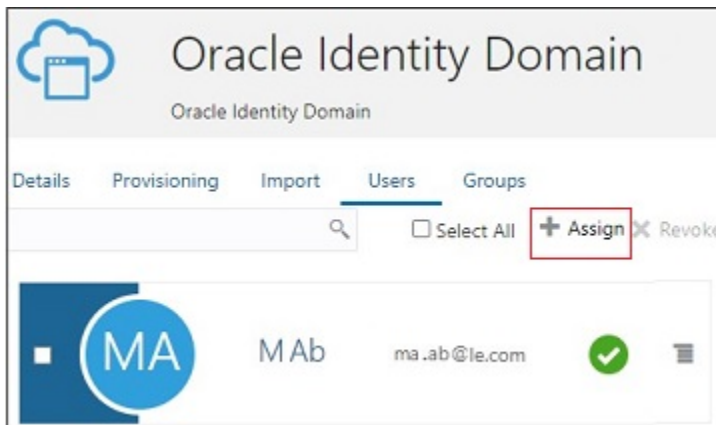 Oracle Identity Domain
Oracle Identity Domain
Details Provisioning Import Users Groups
Select All Assign Revoke
MA M Ab ma.ab@le.com